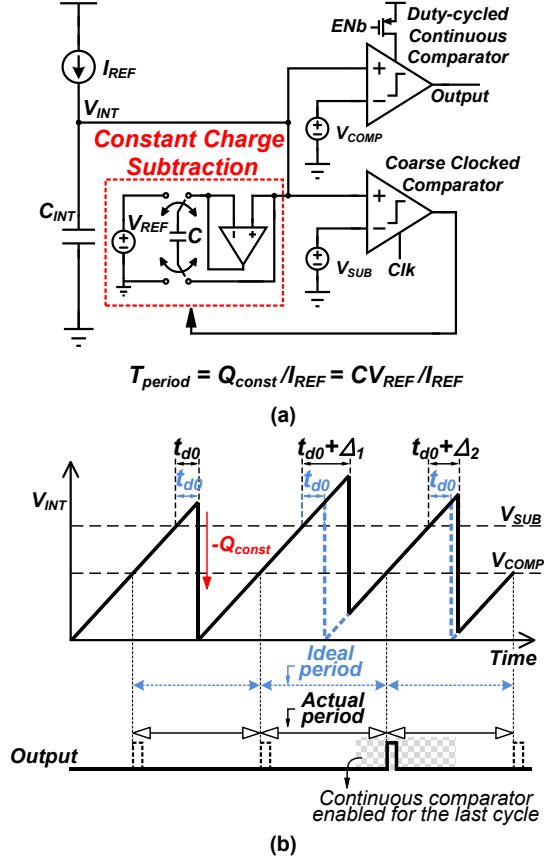 ENb
Duty-cycled
Continuous
Comparator
I_REF
V_INT
Output
V_COMP
Constant Charge
Subtraction
Coarse Clocked
Comparator
C_INT
V_REF
C
V_SUB
Clk
T_period = Q_const/I_REF = CV_REF/I_REF
(a)
t_d0
t_d0+Δ_1
t_d0+Δ_2
t_d0
t_d0
t_d0
V_INT
V_SUB
-Q_const
V_COMP
Time
Ideal
period
Actual
period
Output
Continuous comparator
enabled for the last cycle
(b)